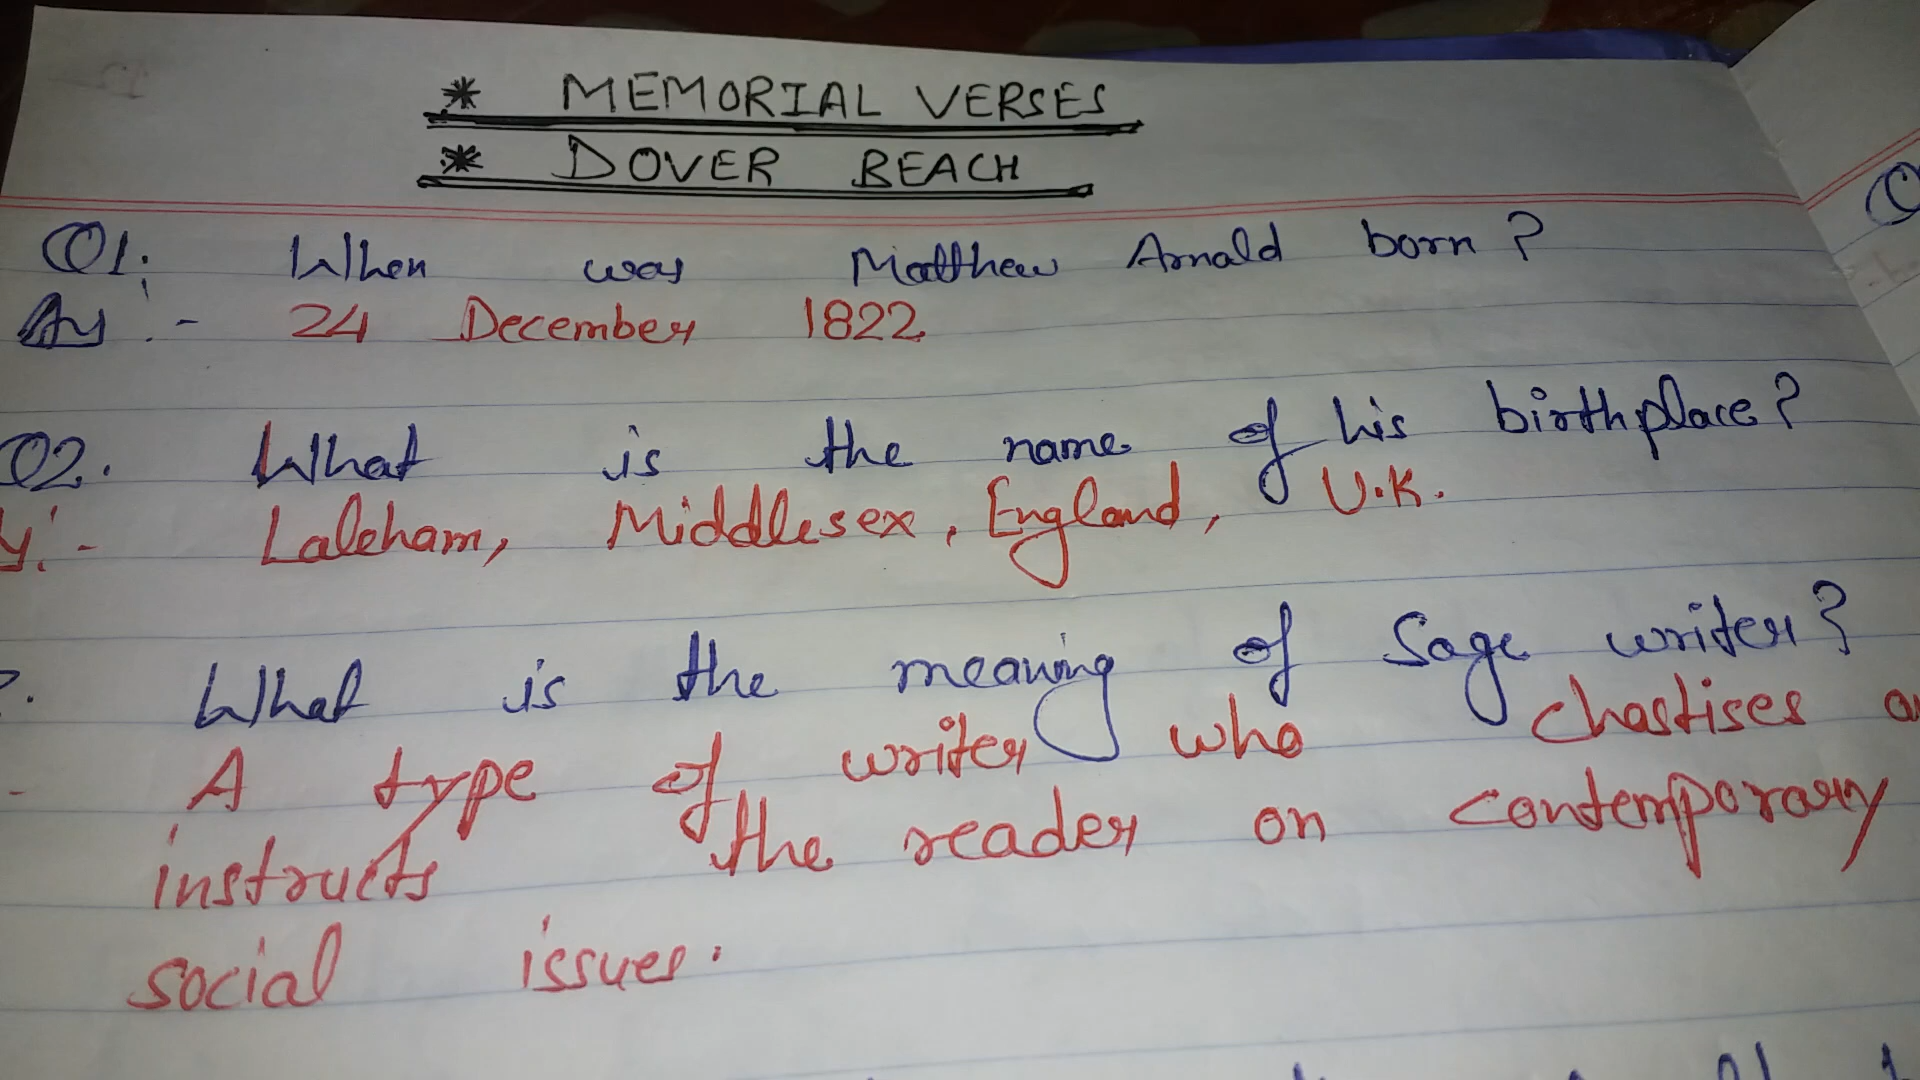 * MEMORIAL VERSES
* DOVER BEACH
Q1. When was Matthew Arnold born?
Ans:- 24 December 1822
Q2. What is the name of his birthplace?
:- Laleham, Middlesex, England, U.K.
What is the meaning of Sage writer?
- A type of writer who chastises
instructs the reader on contemporary
social issues.